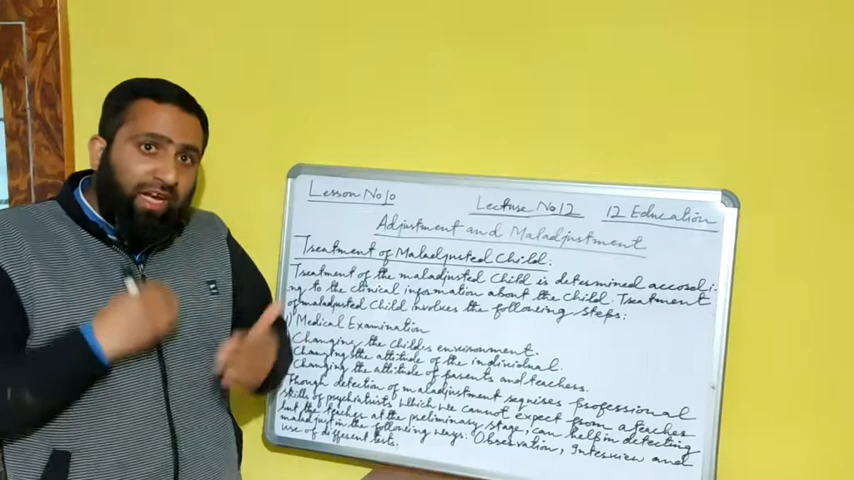 Lesson No 10 Lecture No 12 12 Education
Adjustment and Maladjustment
Treatment of Maladjusted Child:
Treatment of the maladjusted Child is determined accordi-
ng to the clinical information about the Child. Treatment
of maladjusted Child involves the following steps:
1) Medical Examination
Changing the child's environment.
Changing the attitude of the individual.
Changing the attitude of parents and teachers.
Though detection of maladjustment requires professional
skills of psychiatrists which we cannot expect from a teacher
but the teacher at the preliminary stage, can help in detecting
maladjust in the following ways: Observation, Interview and
use of different tests.